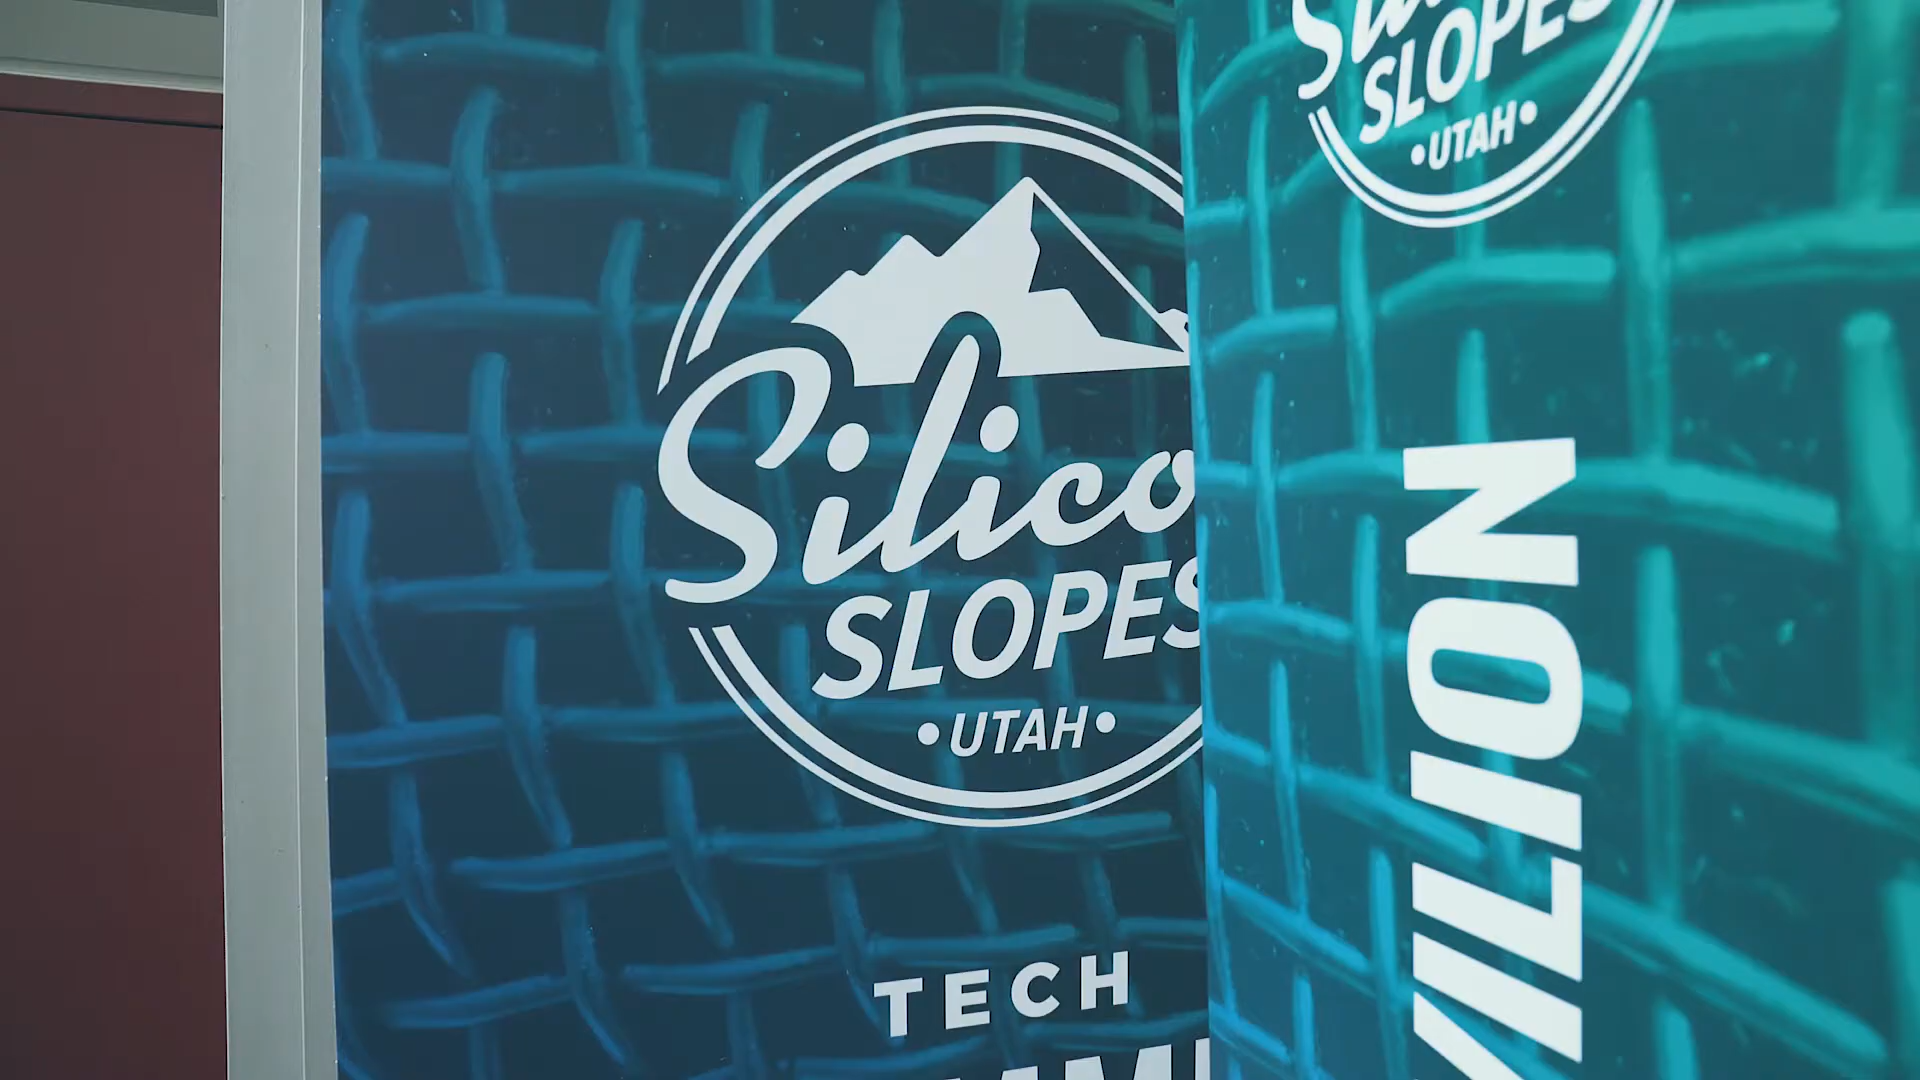 Silico
SLOPES
• UTAH •
TECH
SLOPES
• UTAH •
VILION